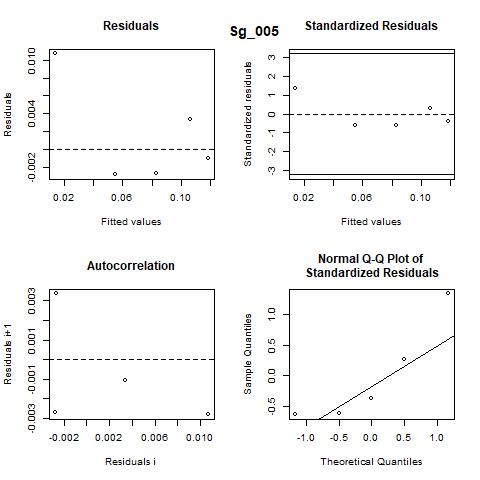 Sg_005
Residuals
Residuals
0.010
0.004
-0.002
0.02
0.06
0.10
Fitted values
Standardized Residuals
Standardized residuals
3
2
1
0
-1
-2
-3
0.02
0.06
0.10
Fitted values
Autocorrelation
Residuals i+1
0.003
0.001
-0.001
-0.003
-0.002
0.002
0.006
0.010
Residuals i
Normal Q-Q Plot of
Standardized Residuals
Sample Quantiles
1.0
0.5
0.0
-0.5
-1.0
-0.5
0.0
0.5
1.0
Theoretical Quantiles